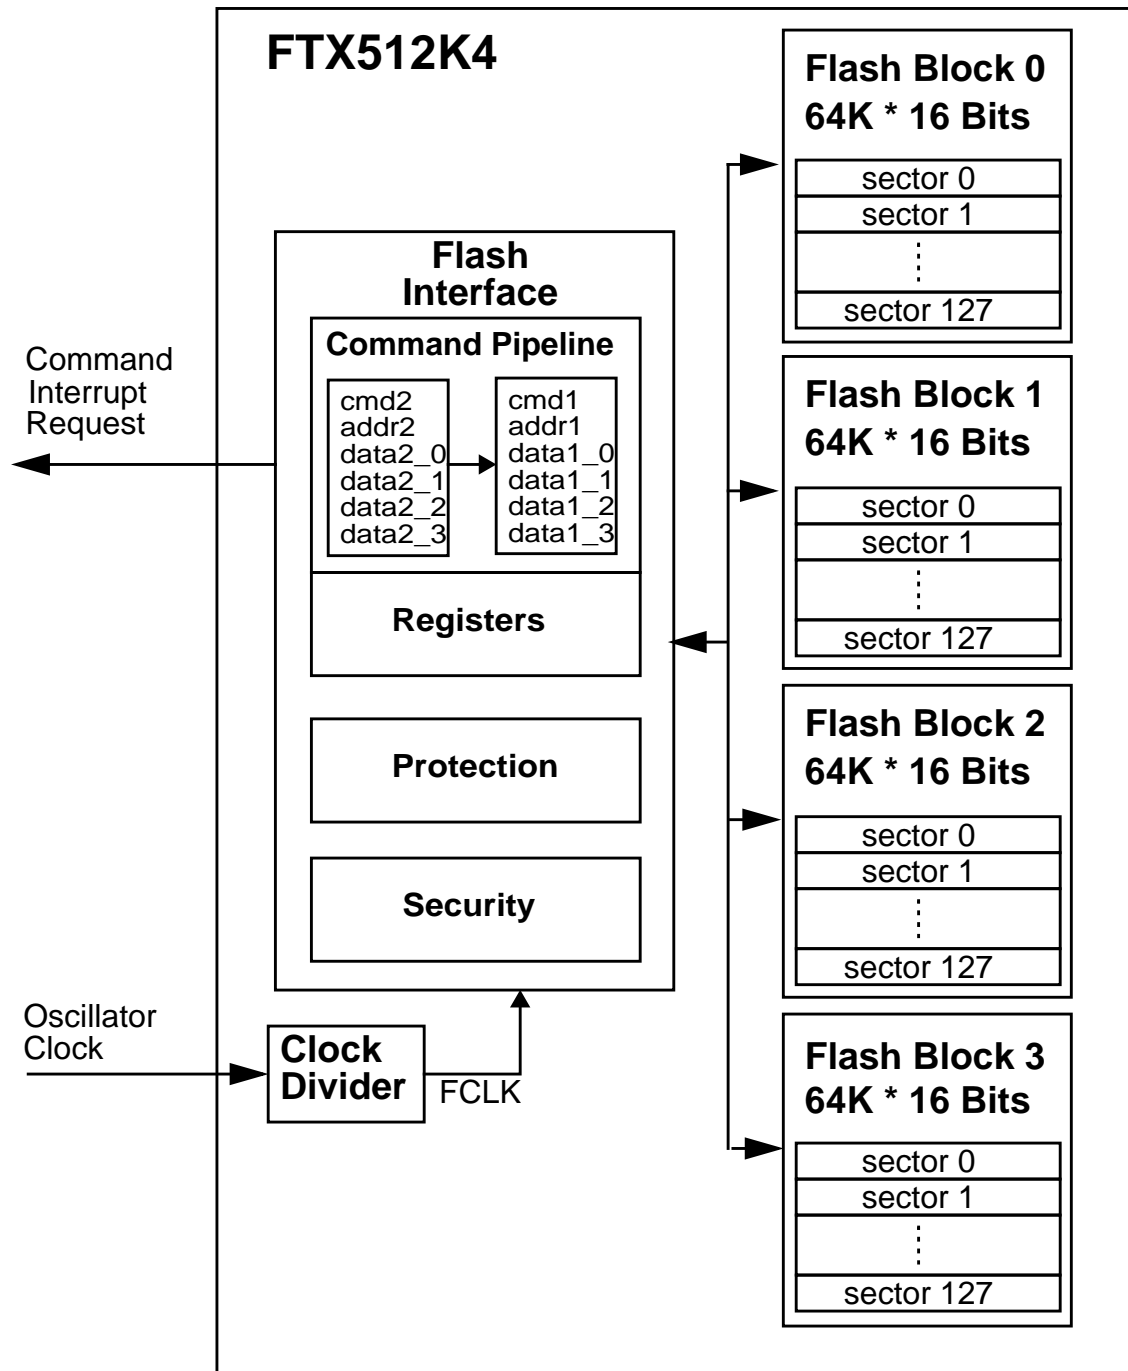 FTX512K4
Flash Block 0
64K * 16 Bits
sector 0
sector 1
sector 127
Flash
Interface
Command Pipeline
cmd2
addr2
data2_0
data2_1
data2_2
data2_3
cmd1
addr1
data1_0
data1_1
data1_2
data1_3
Registers
Protection
Security
Command
Interrupt
Request
Oscillator
Clock
Clock
Divider
FCLK
Flash Block 1
64K * 16 Bits
sector 0
sector 1
sector 127
Flash Block 2
64K * 16 Bits
sector 0
sector 1
sector 127
Flash Block 3
64K * 16 Bits
sector 0
sector 1
sector 127